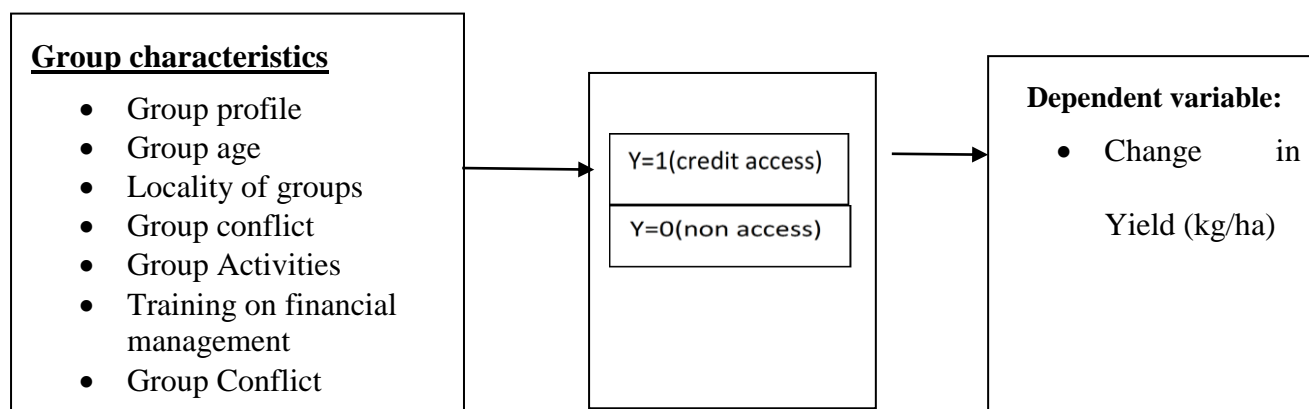 Group characteristics
• Group profile
• Group age
• Locality of groups
• Group conflict
• Group Activities
• Training on financial
management
• Group Conflict
Y=1(credit access)
Y=0(non access)
Dependent variable:
• Change in
Yield (kg/ha)